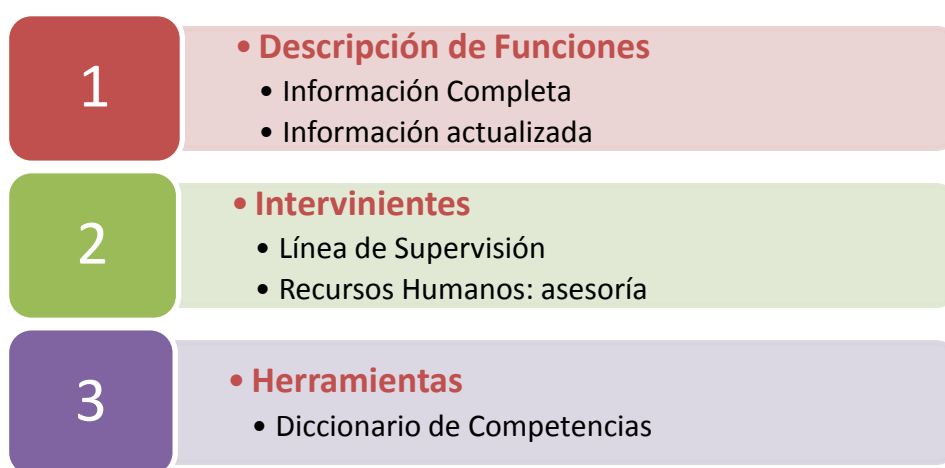 1
• Descripción de Funciones
• Información Completa
• Información actualizada
2
• Intervinientes
• Línea de Supervisión
• Recursos Humanos: asesoría
3
• Herramientas
• Diccionario de Competencias